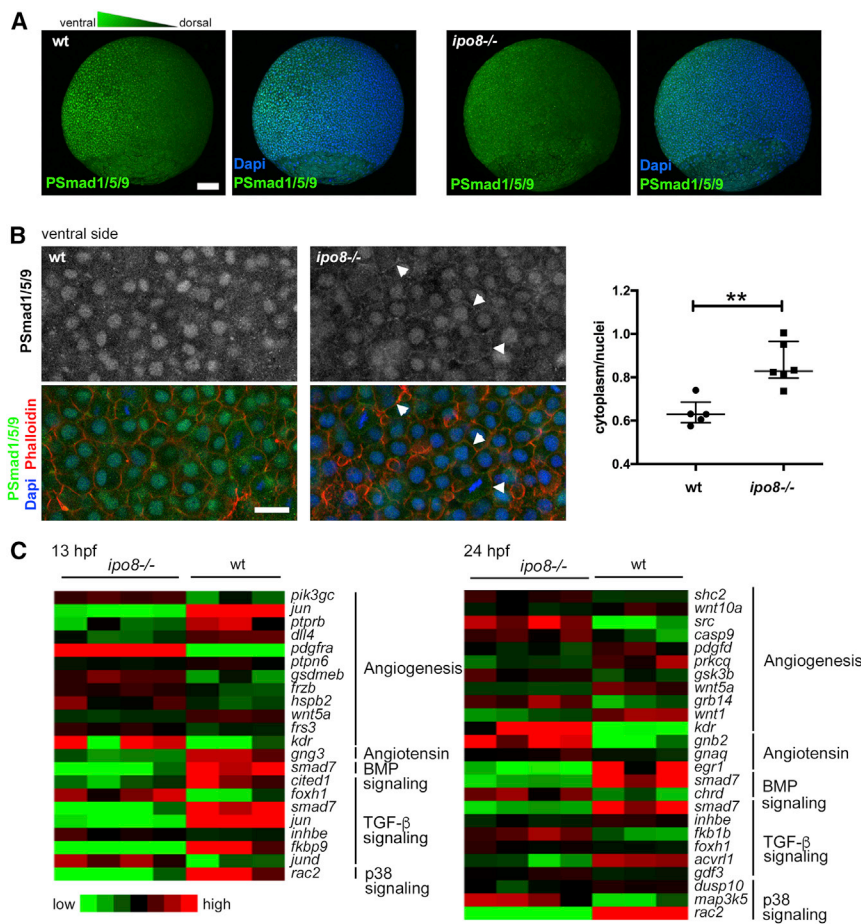 A
ventral
dorsal
wt
PSmad1/5/9
Dapi
PSmad1/5/9
ipo8-/-
PSmad1/5/9
Dapi
PSmad1/5/9
B
ventral side
PSmad1/5/9
wt
ipo8-/-
PSmad1/5/9
Dapi Phalloidin
cytoplasm/nuclei
1.2
1.0
0.8
0.6
0.4
**
wt
ipo8-/-
C
13 hpf
ipo8-/-
wt
pik3gc
jun
ptprb
dll4
pdgfra
ptpn6
gsdmeb
frzb
hspb2
wnt5a
frs3
kdr
gng3
smad7
cited1
foxh1
smad7
jun
inhbe
fkbp9
jund
rac2
Angiogenesis
Angiotensin
BMP
signaling
TGF-β
signaling
p38
signaling
low
high
24 hpf
ipo8-/-
wt
shc2
wnt10a
src
casp9
pdgfd
prkcq
gsk3b
wnt5a
grb14
wnt1
kdr
gnb2
gnaq
egr1
smad7
chrd
smad7
inhbe
fkb1b
foxh1
acvrl1
gdf3
dusp10
map3k5
rac2
Angiogenesis
Angiotensin
BMP
signaling
TGF-β
signaling
p38
signaling